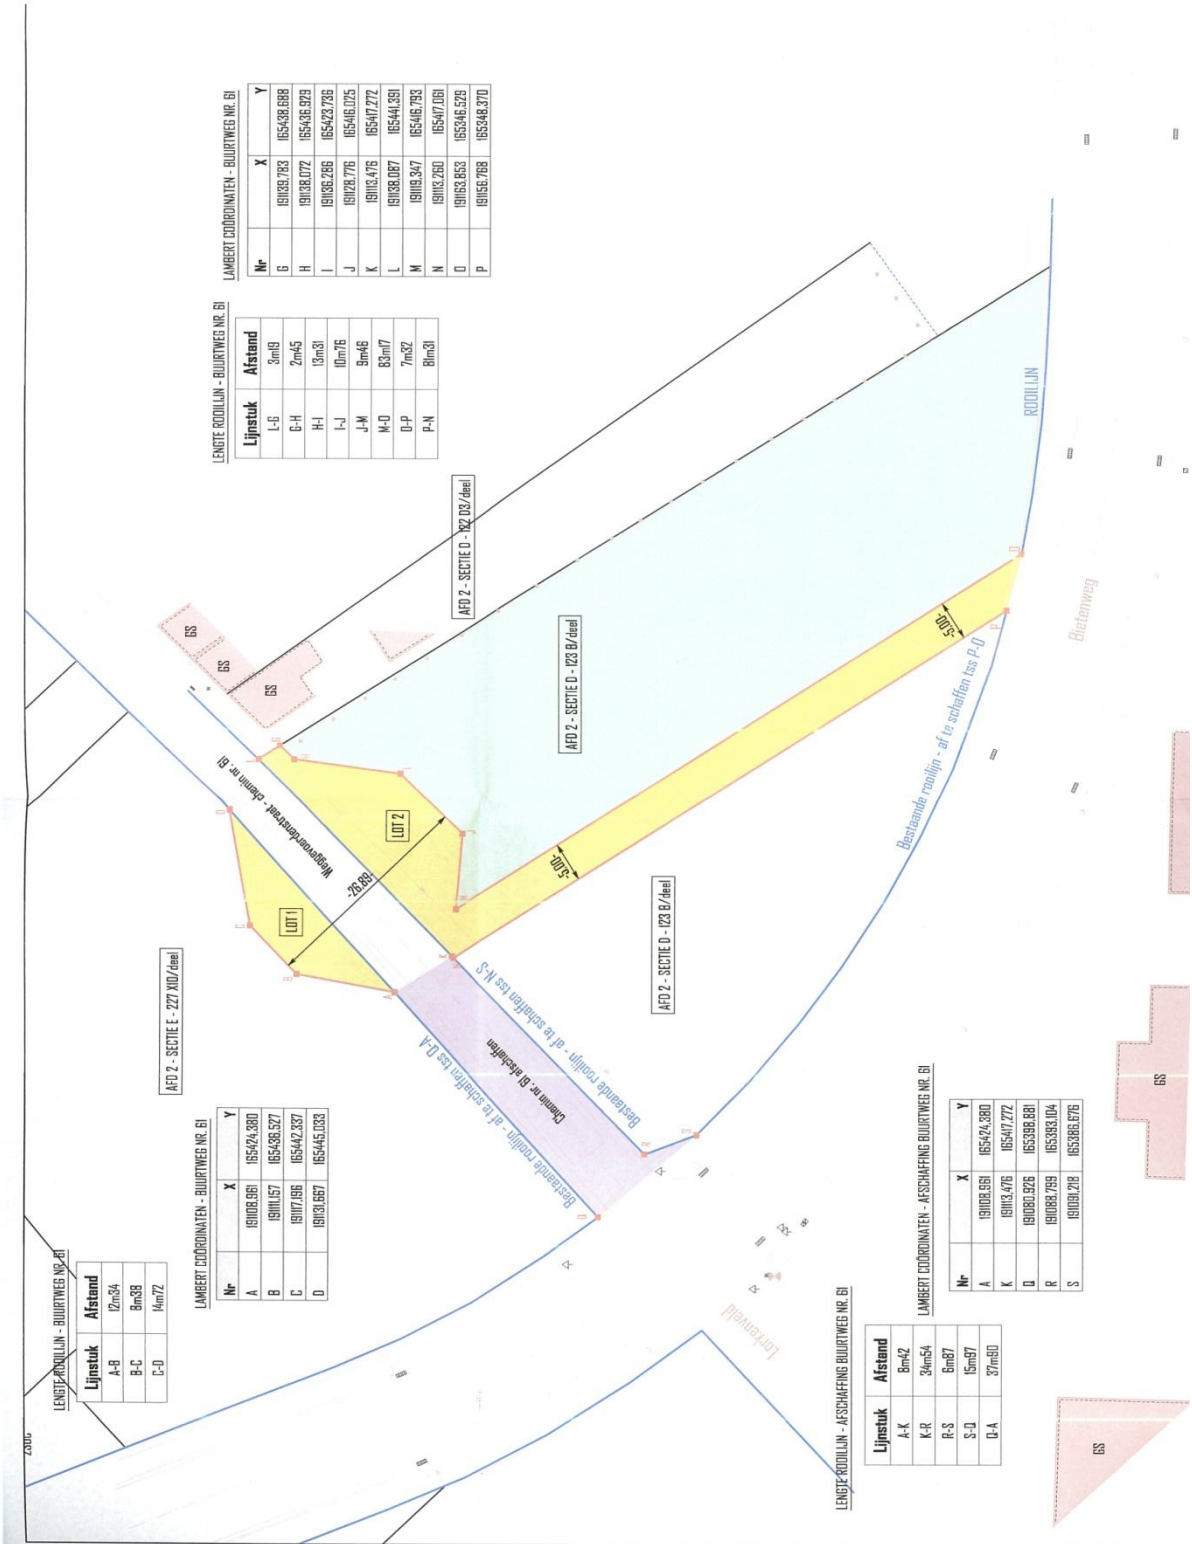 LENGTE ROOILIJN - BUURTWEG NR. 61
Lijnstuk Afstand
A-B 12m34
B-C 8m38
C-D 14m72
LAMBERT COÖRDINATEN - BUURTWEG NR. 61
Nr X Y
A 191108,961 165424,380
B 191111,157 165436,527
C 191117,196 165442,337
D 191131,667 165445,033
AFD 2 - SECTIE E - 227 X10/deel
LENGTE ROOILIJN - BUURTWEG NR. 61
Lijnstuk Afstand
L-G 3m19
G-H 2m45
H-I 13m31
I-J 10m76
J-M 9m46
M-O 83m17
O-P 7m32
P-N 81m31
LAMBERT COÖRDINATEN - BUURTWEG NR. 61
Nr X Y
G 191139,783 165438,688
H 191138,072 165436,929
I 191136,286 165423,736
J 191128,776 165416,025
K 191113,476 165417,272
L 191138,087 165441,391
M 191119,347 165416,793
N 191113,260 165417,061
O 191163,853 165346,529
P 191156,768 165348,370
GS
GS
GS
AFD 2 - SECTIE D - 122 D3/deel
Weggevoerdenstraat - chemin nr. 61
LOT 1
LOT 2
-26,89-
Bestaande rooilijn - af te schaffen tss Q-A
Chemin nr. 61 afschaffen
Bestaande rooilijn - af te schaffen tss N-S
AFD 2 - SECTIE D - 123 B/deel
-5,00-
-5,00-
AFD 2 - SECTIE D - 123 B/deel
Bestaande rooilijn - af te schaffen tss P-O
ROOILIJN
Bietenweg
Lorkenveld
LENGTE ROOILIJN - AFSCHAFFING BUURTWEG NR. 61
Lijnstuk Afstand
A-K 8m42
K-R 34m54
R-S 6m87
S-Q 15m97
Q-A 37m90
LAMBERT COÖRDINATEN - AFSCHAFFING BUURTWEG NR. 61
Nr X Y
A 191108,961 165424,380
K 191113,476 165417,272
Q 191080,926 165398,881
R 191088,799 165393,104
S 191091,218 165386,676
GS
GS